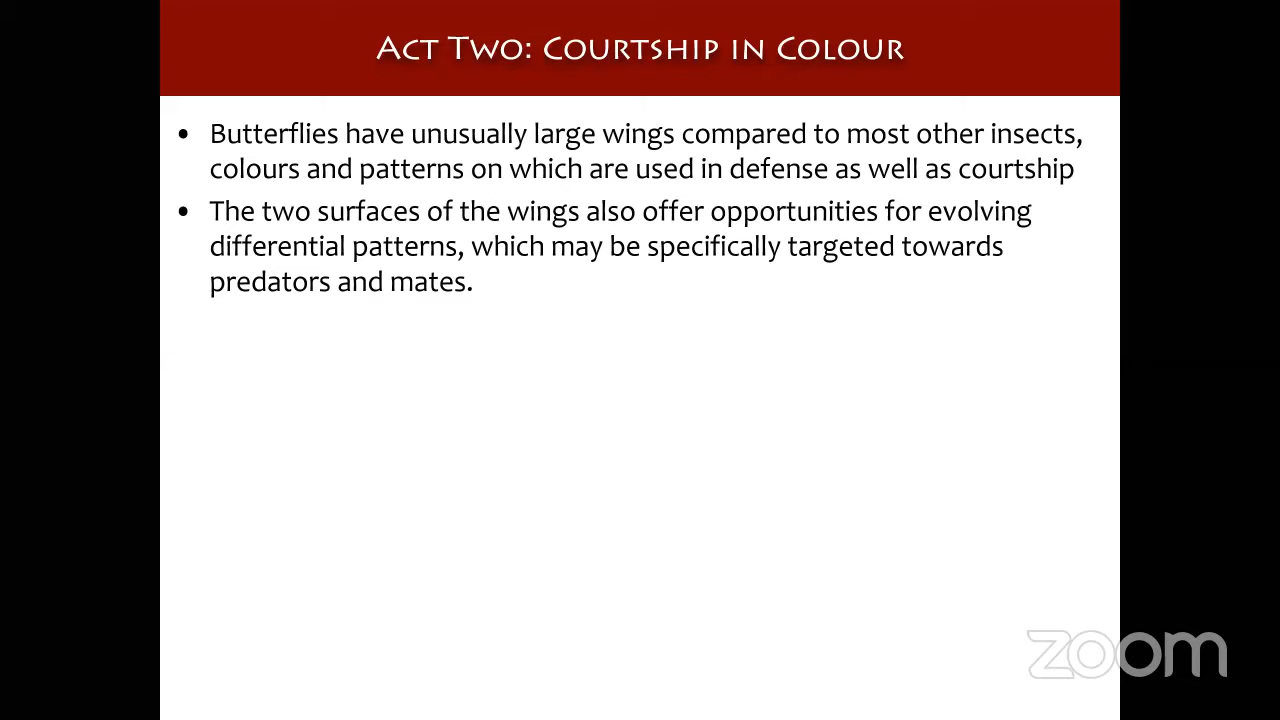 Act Two: Courtship in Colour
• Butterflies have unusually large wings compared to most other insects,
colours and patterns on which are used in defense as well as courtship
• The two surfaces of the wings also offer opportunities for evolving
differential patterns, which may be specifically targeted towards
predators and mates.
zoom